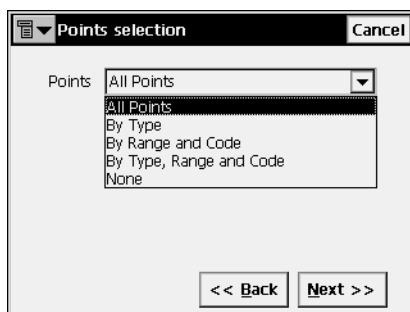 Points selection Cancel
Points All Points
All Points
By Type
By Range and Code
By Type, Range and Code
None
<< Back Next >>